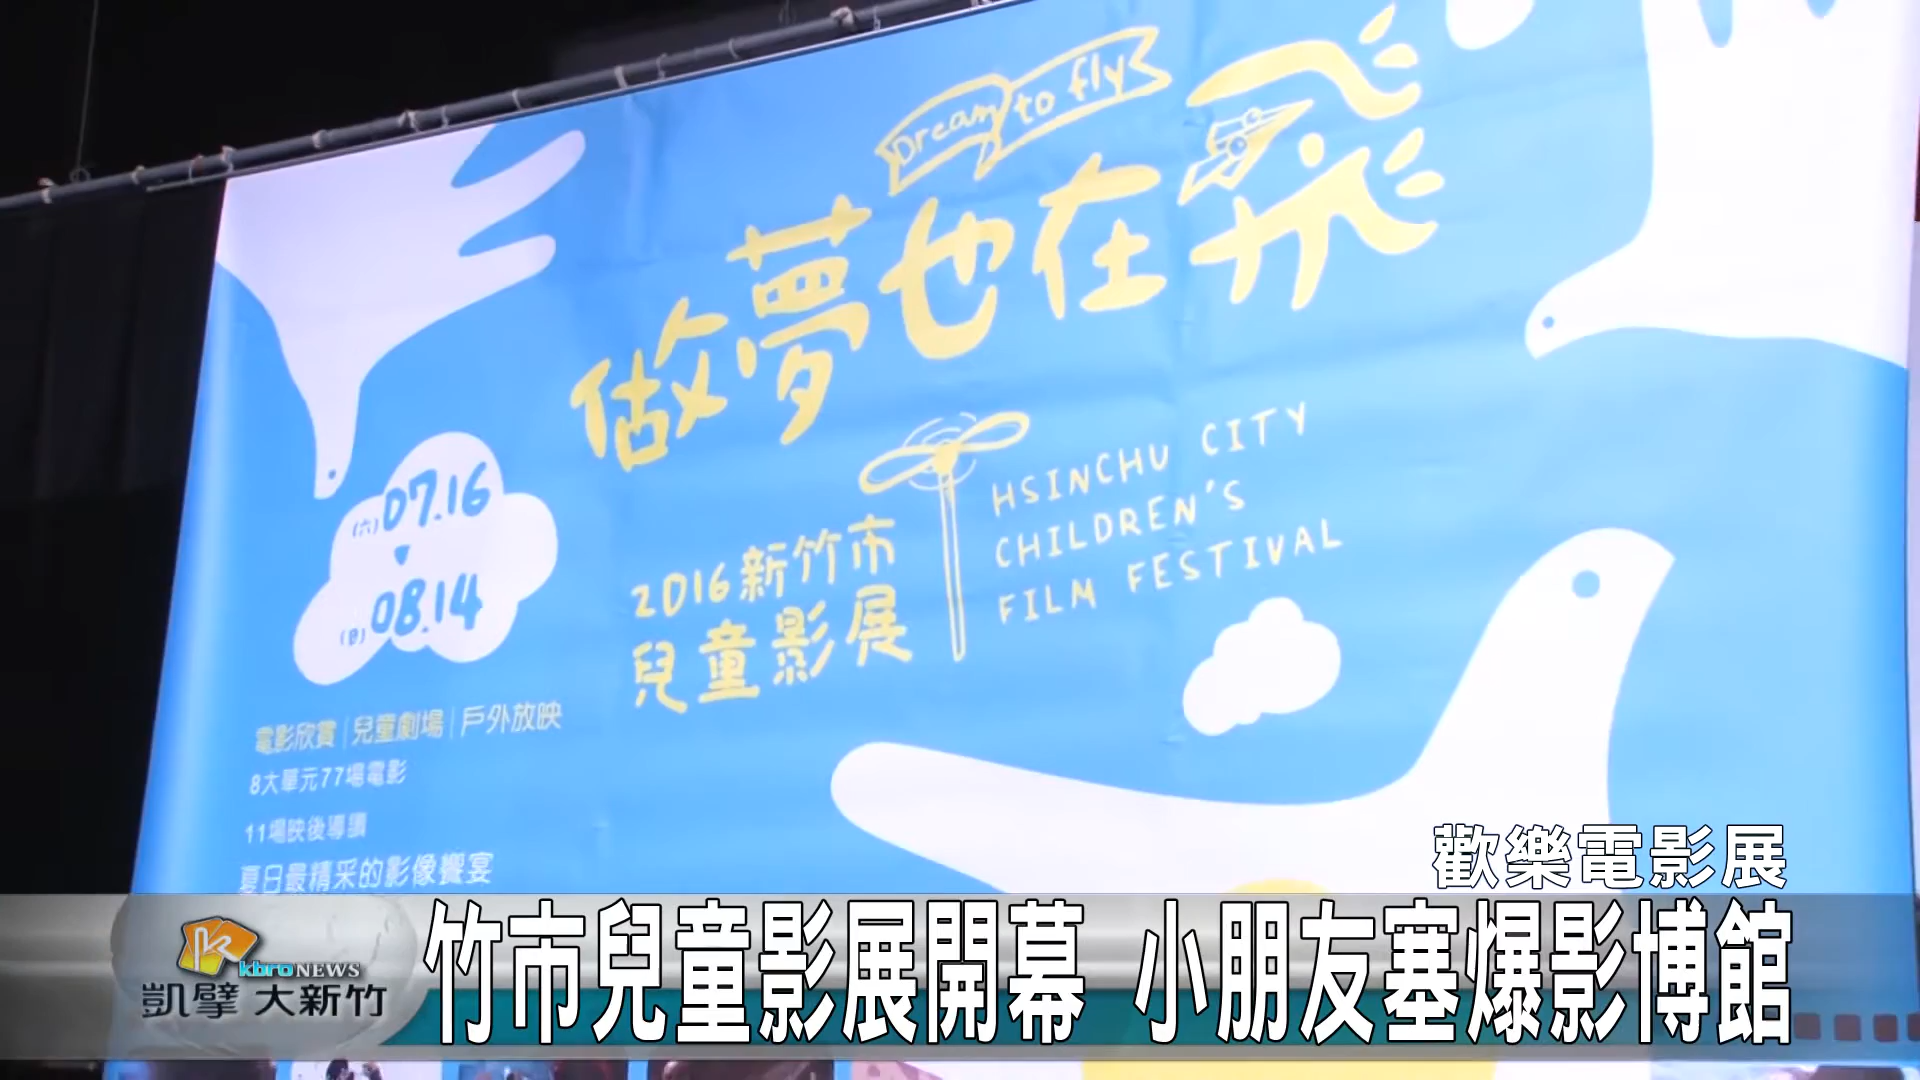 Dream to fly
做夢也在飛
HSINCHU CITY
CHILDREN'S
FILM FESTIVAL
2016新竹市
兒童影展
(六)07.16
(日)08.14
電影欣賞|兒童劇場|戶外放映
8大單元77場電影
11場映後導讀
夏日最精采的影像饗宴
歡樂電影展
竹市兒童影展開幕 小朋友塞爆影博館
kbro NEWS
凱擘 大新竹